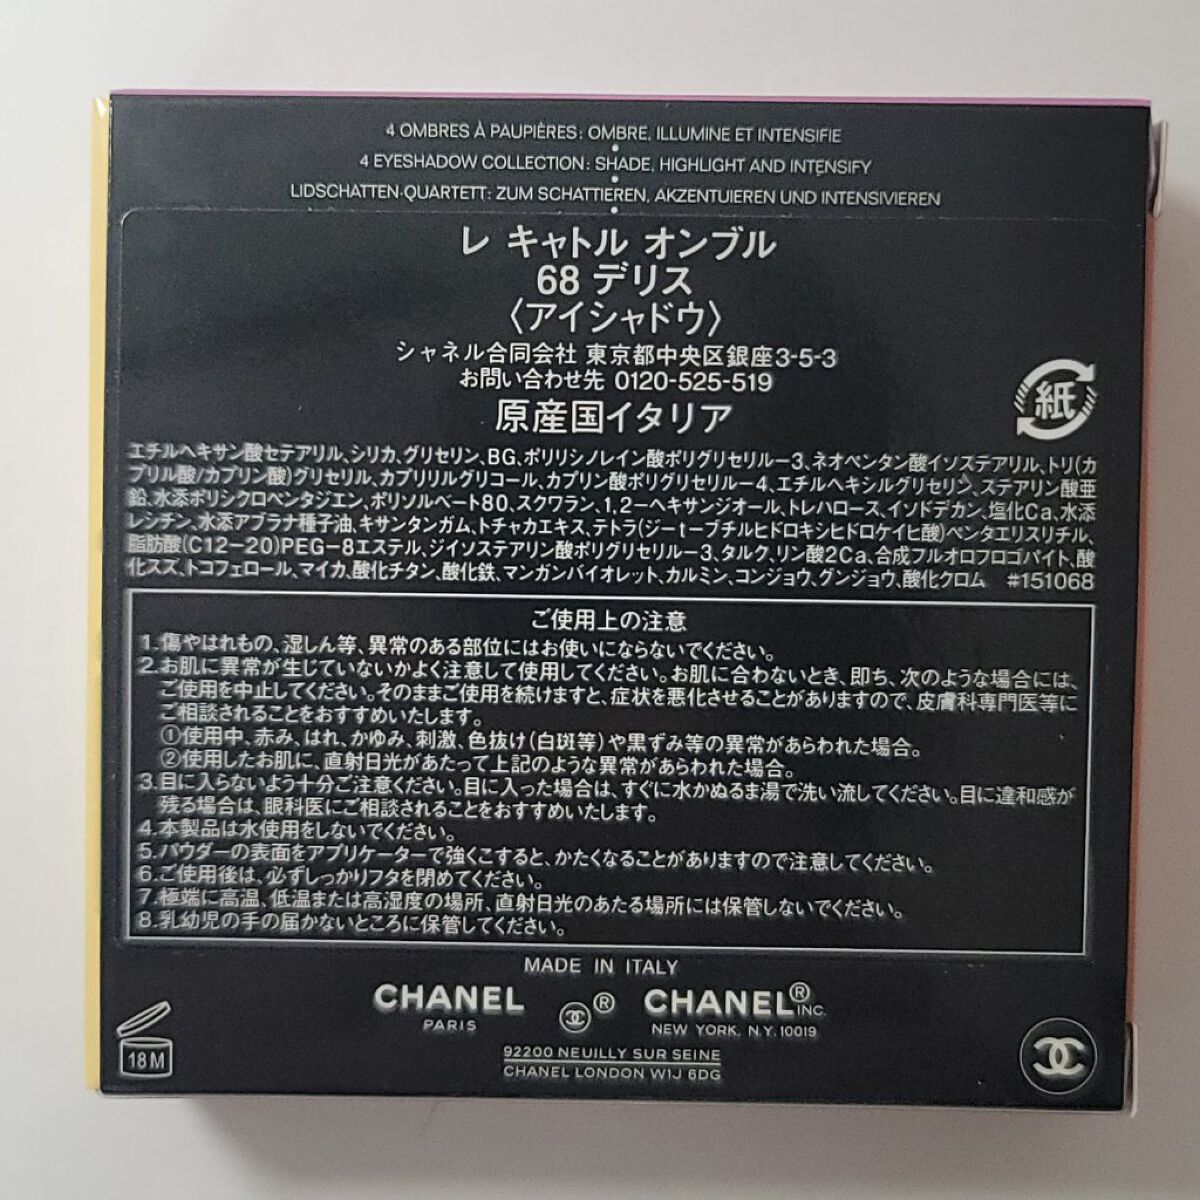 4 OMBRES À PAUPIÈRES: OMBRE, ILLUMINE ET INTENSIFIE
4 EYESHADOW COLLECTION: SHADE, HIGHLIGHT AND INTENSIFY
LIDSCHATTEN-QUARTETT: ZUM SCHATTIEREN, AKZENTUIEREN UND INTENSIVIEREN
レ キャトル オンブル
68 デリス
〈アイシャドウ〉
シャネル合同会社 東京都中央区銀座3-5-3
お問い合わせ先 0120-525-519
原産国イタリア
紙
エチルヘキサン酸セテアリル、シリカ、グリセリン、BG、ポリリシノレイン酸ポリグリセリルー3、ネオペンタン酸イソステアリル、トリ(カ
プリル酸/カプリン酸)グリセリル、カプリリルグリコール、カプリン酸ポリグリセリルー4、エチルヘキシルグリセリン、ステアリン酸亜
鉛、水添ポリシクロペンタジエン、ポリソルベート80、スクワラン、1,2-ヘキサンジオール、トレハロース、イソドデカン、塩化Ca、水添
レシチン、水添アブラナ種子油、キサンタンガム、トチャカエキス、テトラ(ジーtーブチルヒドロキシヒドロケイヒ酸)ペンタエリスリチル、
脂肪酸(C12-20)PEG-8エステル、ジイソステアリン酸ポリグリセリルー3、タルク、リン酸2Ca、合成フルオロフロゴパイト、酸
化スズ、トコフェロール、マイカ、酸化チタン、酸化鉄、マンガンバイオレット、カルミン、コンジョウ、グンジョウ、酸化クロム #151068
ご使用上の注意
1.傷やはれもの、湿しん等、異常のある部位にはお使いにならないでください。
2.お肌に異常が生じていないかよく注意して使用してください。お肌に合わないとき、即ち、次のような場合には、
ご使用を中止してください。そのままご使用を続けますと、症状を悪化させることがありますので、皮膚科専門医等に
ご相談されることをおすすめいたします。
①使用中、赤み、はれ、かゆみ、刺激、色抜け(白斑等)や黒ずみ等の異常があらわれた場合。
②使用したお肌に、直射日光があたって上記のような異常があらわれた場合。
3.目に入らないよう十分ご注意ください。目に入った場合は、すぐに水かぬるま湯で洗い流してください。目に違和感が
残る場合は、眼科医にご相談されることをおすすめいたします。
4.本製品は水使用をしないでください。
5.パウダーの表面をアプリケーターで強くこすると、かたくなることがありますので注意してください。
6.ご使用後は、必ずしっかりフタを閉めてください。
7.極端に高温、低温または高湿度の場所、直射日光のあたる場所には保管しないでください。
8.乳幼児の手の届かないところに保管してください。
MADE IN ITALY
CHANEL ® CHANEL® INC.
PARIS NEW YORK, N.Y. 10019
18M
92200 NEUILLY SUR SEINE
CHANEL LONDON W1J 6DG